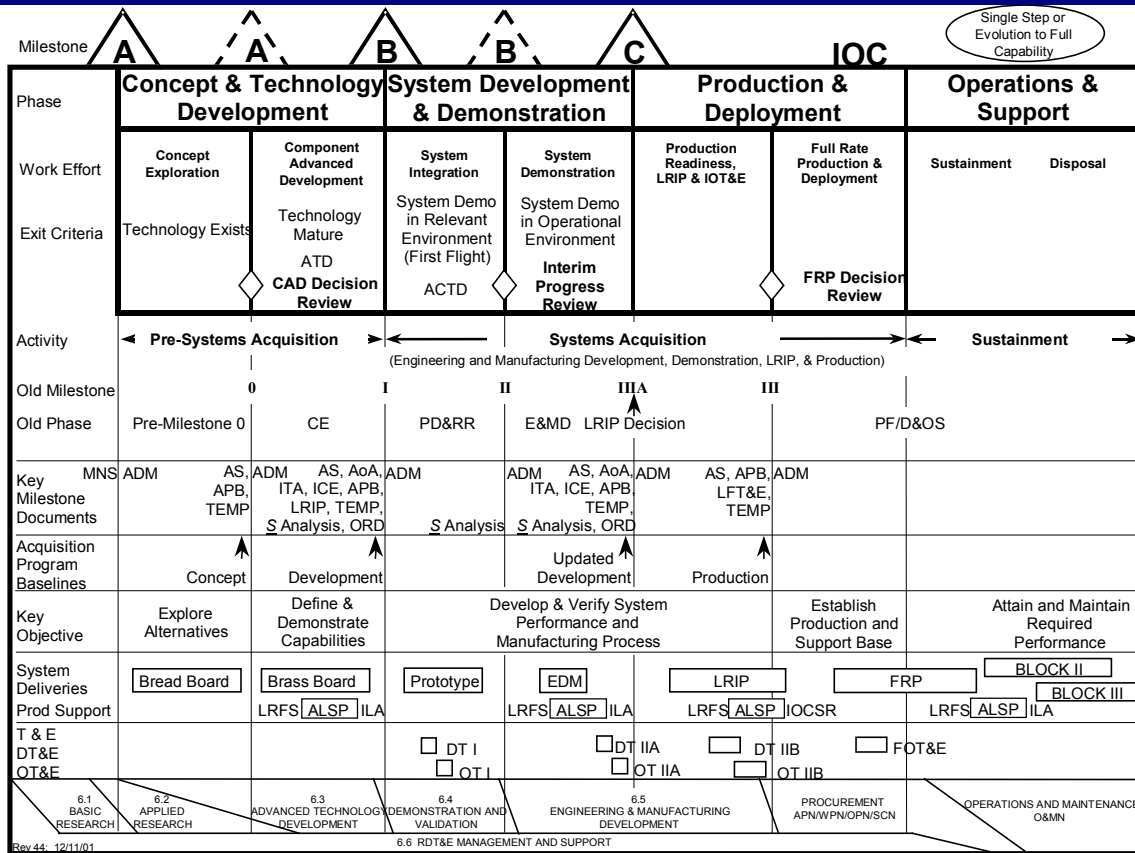 Milestone
A
A
B
B
C
IOC
Single Step or
Evolution to Full
Capability
Phase
Concept & Technology
Development
System Development
& Demonstration
Production &
Deployment
Operations &
Support
Work Effort
Concept
Exploration
Component
Advanced
Development
System
Integration
System
Demonstration
Production
Readiness,
LRIP & IOT&E
Full Rate
Production &
Deployment
Sustainment
Disposal
Exit Criteria
Technology Exists
Technology
Mature
ATD
CAD Decision
Review
System Demo
in Relevant
Environment
(First Flight)
ACTD
System Demo
in Operational
Environment
Interim
Progress
Review
FRP Decision
Review
Activity
Pre-Systems Acquisition
Systems Acquisition
Sustainment
(Engineering and Manufacturing Development, Demonstration, LRIP, & Production)
Old Milestone
0
I
II
IIIA
III
Old Phase
Pre-Milestone 0
CE
PD&RR
E&MD
LRIP Decision
PF/D&OS
Key
Milestone
Documents
MNS
ADM
AS,
APB,
TEMP
ADM
AS, AoA,
ITA, ICE, APB,
LRIP, TEMP,
S Analysis, ORD
ADM
S Analysis
ADM
AS, AoA,
ITA, ICE, APB,
TEMP,
S Analysis, ORD
ADM
AS, APB,
LFT&E,
TEMP
ADM
Acquisition
Program
Baselines
Concept
Development
Updated
Development
Production
Key
Objective
Explore
Alternatives
Define &
Demonstrate
Capabilities
Develop & Verify System
Performance and
Manufacturing Process
Establish
Production and
Support Base
Attain and Maintain
Required
Performance
System
Deliveries
Bread Board
Brass Board
Prototype
EDM
LRIP
FRP
BLOCK II
BLOCK III
Prod Support
LRFS ALSP ILA
LRFS ALSP ILA
LRFS ALSP IOCSR
LRFS ALSP ILA
T & E
DT&E
OT&E
DT I
OT I
DT IIA
OT IIA
DT IIB
OT IIB
FOT&E
6.1
BASIC
RESEARCH
6.2
APPLIED
RESEARCH
6.3
ADVANCED TECHNOLOGY
DEVELOPMENT
6.4
DEMONSTRATION AND
VALIDATION
6.5
ENGINEERING & MANUFACTURING
DEVELOPMENT
PROCUREMENT
APN/WPN/OPN/SCN
OPERATIONS AND MAINTENANCE
O&MN
6.6 RDT&E MANAGEMENT AND SUPPORT
Rev 44: 12/11/01